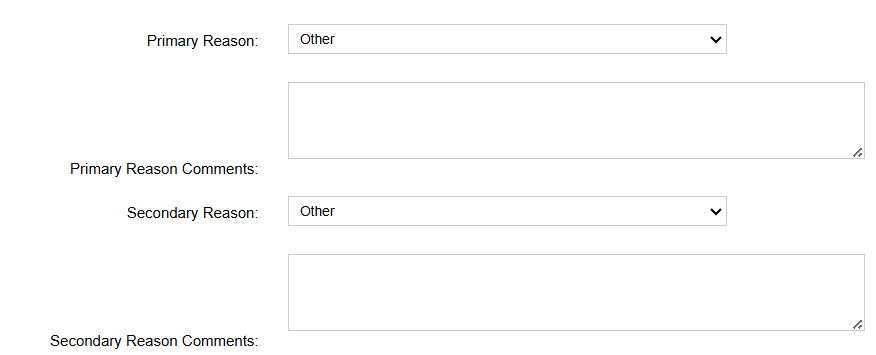 Primary Reason: Other
Primary Reason Comments:
Secondary Reason: Other
Secondary Reason Comments: